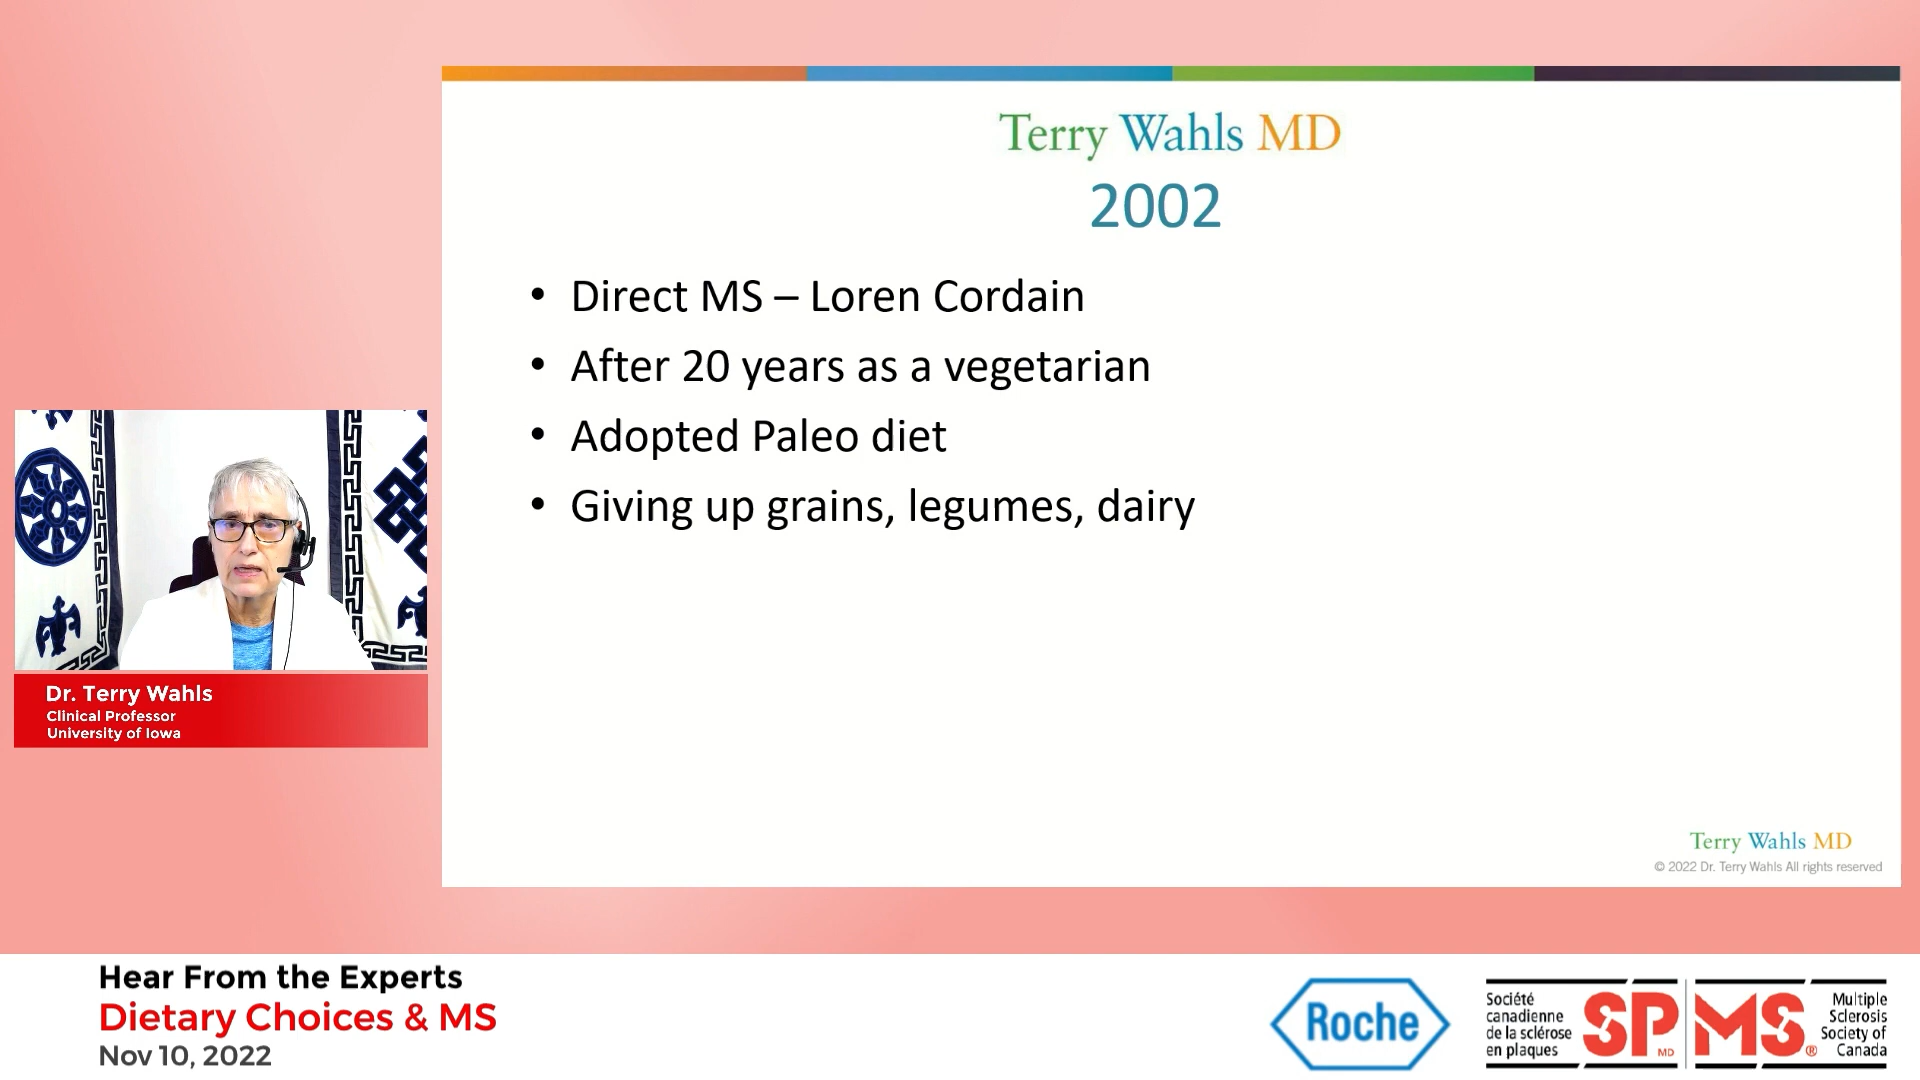 Terry Wahls MD
2002
• Direct MS – Loren Cordain
• After 20 years as a vegetarian
• Adopted Paleo diet
• Giving up grains, legumes, dairy
Terry Wahls MD
© 2022 Dr. Terry Wahls All rights reserved
Dr. Terry Wahls
Clinical Professor
University of Iowa
Hear From the Experts
Dietary Choices & MS
Nov 10, 2022
Roche
Société
canadienne
de la sclérose
en plaques
SP MD
MS ®
Multiple
Sclerosis
Society of
Canada